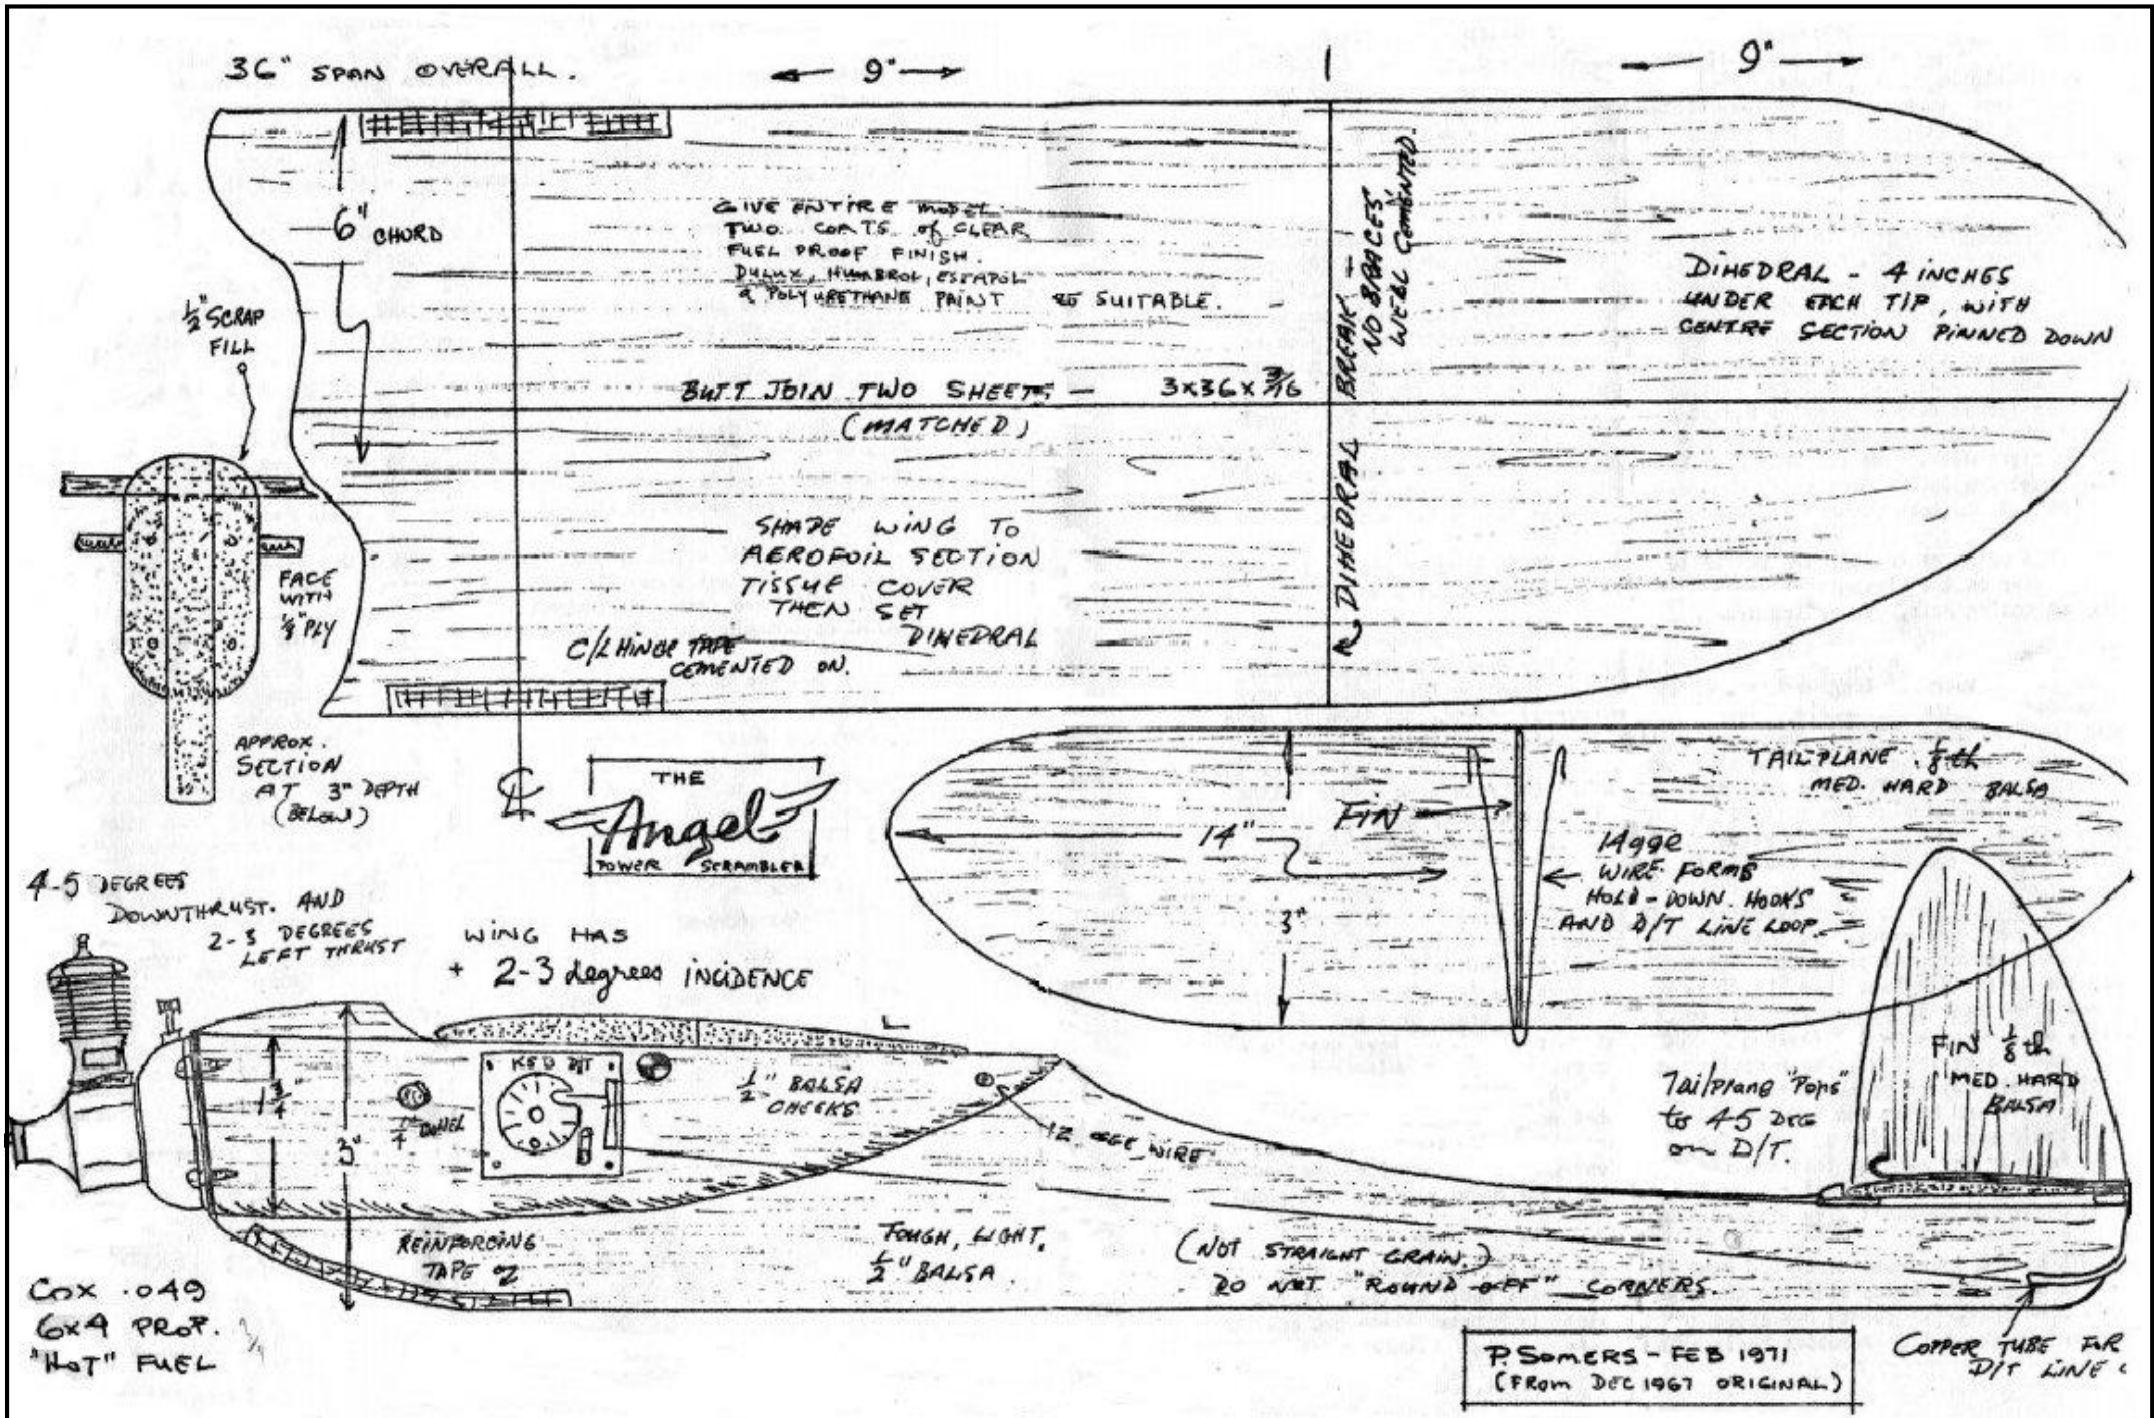 36" SPAN OVERALL.
9"
9"
6" CHORD
GIVE ENTIRE MODEL
TWO COATS of CLEAR
FUEL PROOF FINISH.
DULUX, HUMBROL, ESTAPOL
& POLYURETHANE PAINT SUITABLE.
DIHEDRAL BREAK -
NO BRACES,
WELL CEMENTED.
DIHEDRAL - 4 INCHES
UNDER EACH TIP, WITH
CENTRE SECTION PINNED DOWN
1/2" SCRAP
FILL
BUTT JOIN TWO SHEETS - 3x36x3/16
(MATCHED)
SHAPE WING TO
AEROFOIL SECTION
TISSUE COVER
THEN SET
DIHEDRAL
FACE
WITH
1/8" PLY
C/L HINGE TAPE
CEMENTED ON.
APPROX.
SECTION
AT 3" DEPTH
(BELOW)
CL
THE
Angel
POWER SCRAMBLER
TAILPLANE 1/8th
MED. HARD BALSA
FIN
14"
3"
14gge
WIRE FORMS
HOLD-DOWN HOOKS
AND D/T LINE LOOP.
4-5 DEGREES
DOWNTHRUST. AND
2-3 DEGREES
LEFT THRUST
WING HAS
+ 2-3 degrees INCIDENCE
FIN 1/8th
MED. HARD
BALSA
Tailplane "Pops"
to 45 DEG
on D/T.
1 3/4"
3"
1/4" DOWEL
KSB D/T
1/2" BALSA
CHEEKS
12 gge WIRE
REINFORCING
TAPE
TOUGH, LIGHT,
1/2" BALSA.
(NOT STRAIGHT GRAIN.)
DO NOT "ROUND-OFF" CORNERS.
COX .049
6x4 PROP.
"HOT" FUEL
P. SOMERS - FEB 1971
(FROM DEC 1967 ORIGINAL)
COPPER TUBE FOR
D/T LINE